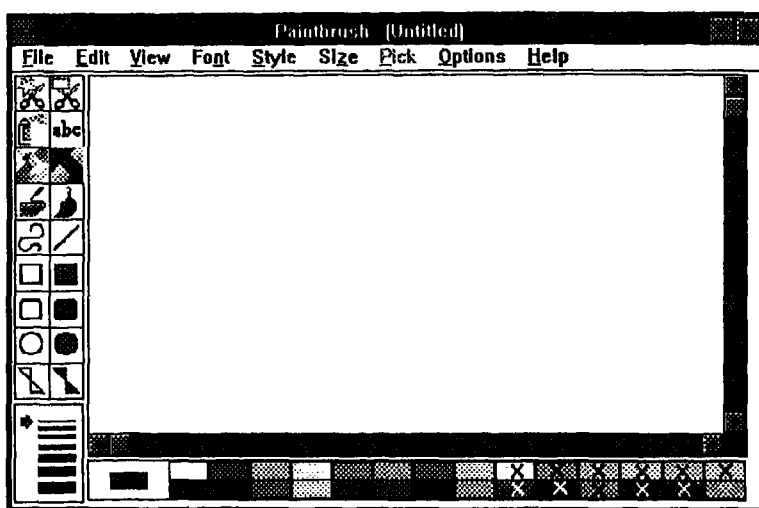 Paintbrush (Untitled)
File Edit View Font Style Size Pick Options Help
abc